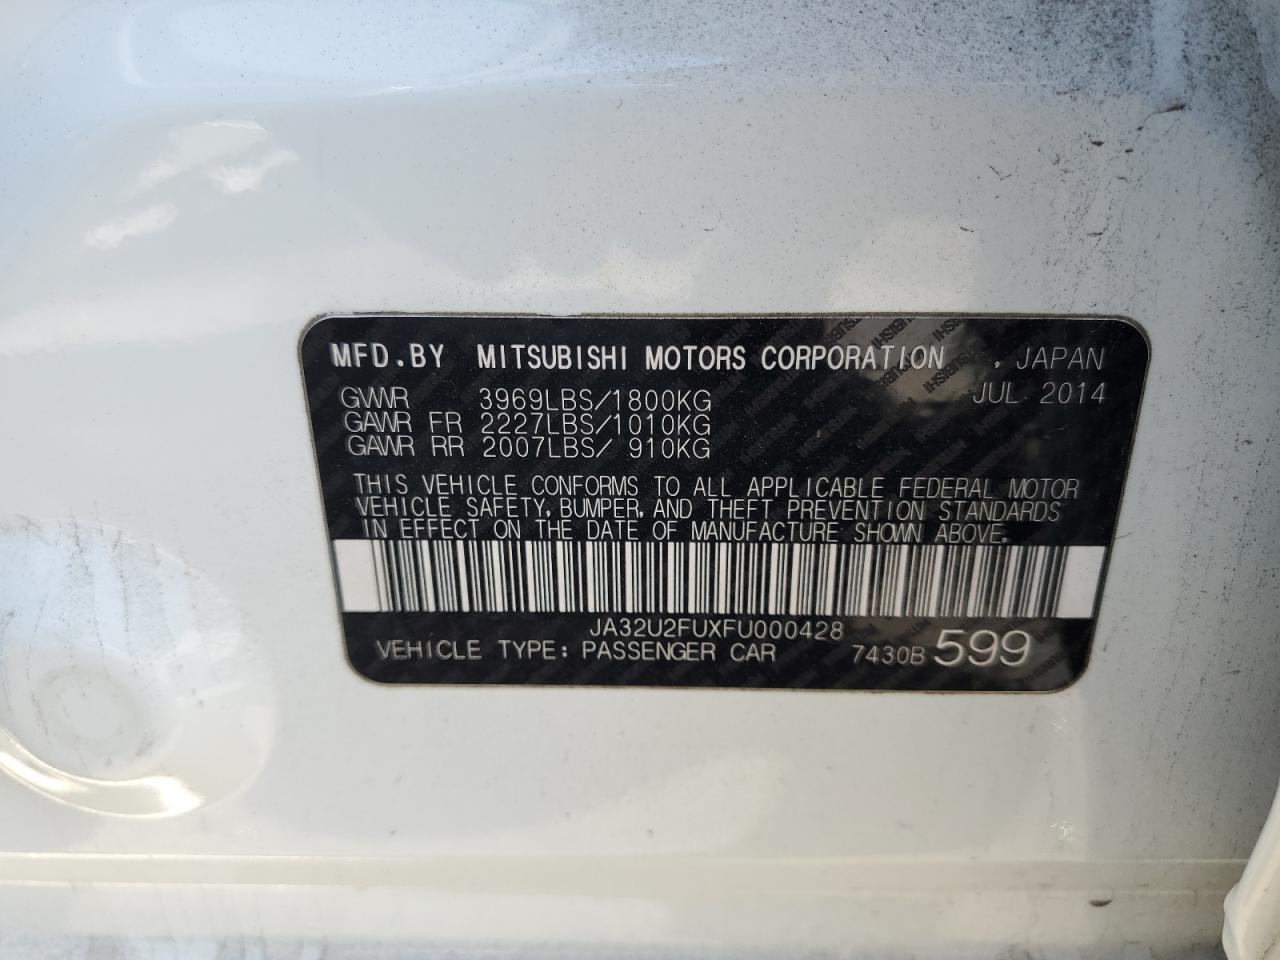 MFD.BY MITSUBISHI MOTORS CORPORATION , JAPAN
GVWR 3969LBS/1800KG JUL 2014
GAWR FR 2227LBS/1010KG
GAWR RR 2007LBS/ 910KG
THIS VEHICLE CONFORMS TO ALL APPLICABLE FEDERAL MOTOR
VEHICLE SAFETY, BUMPER, AND THEFT PREVENTION STANDARDS
IN EFFECT ON THE DATE OF MANUFACTURE SHOWN ABOVE.
JA32U2FUXFU000428
VEHICLE TYPE: PASSENGER CAR 7430B 599